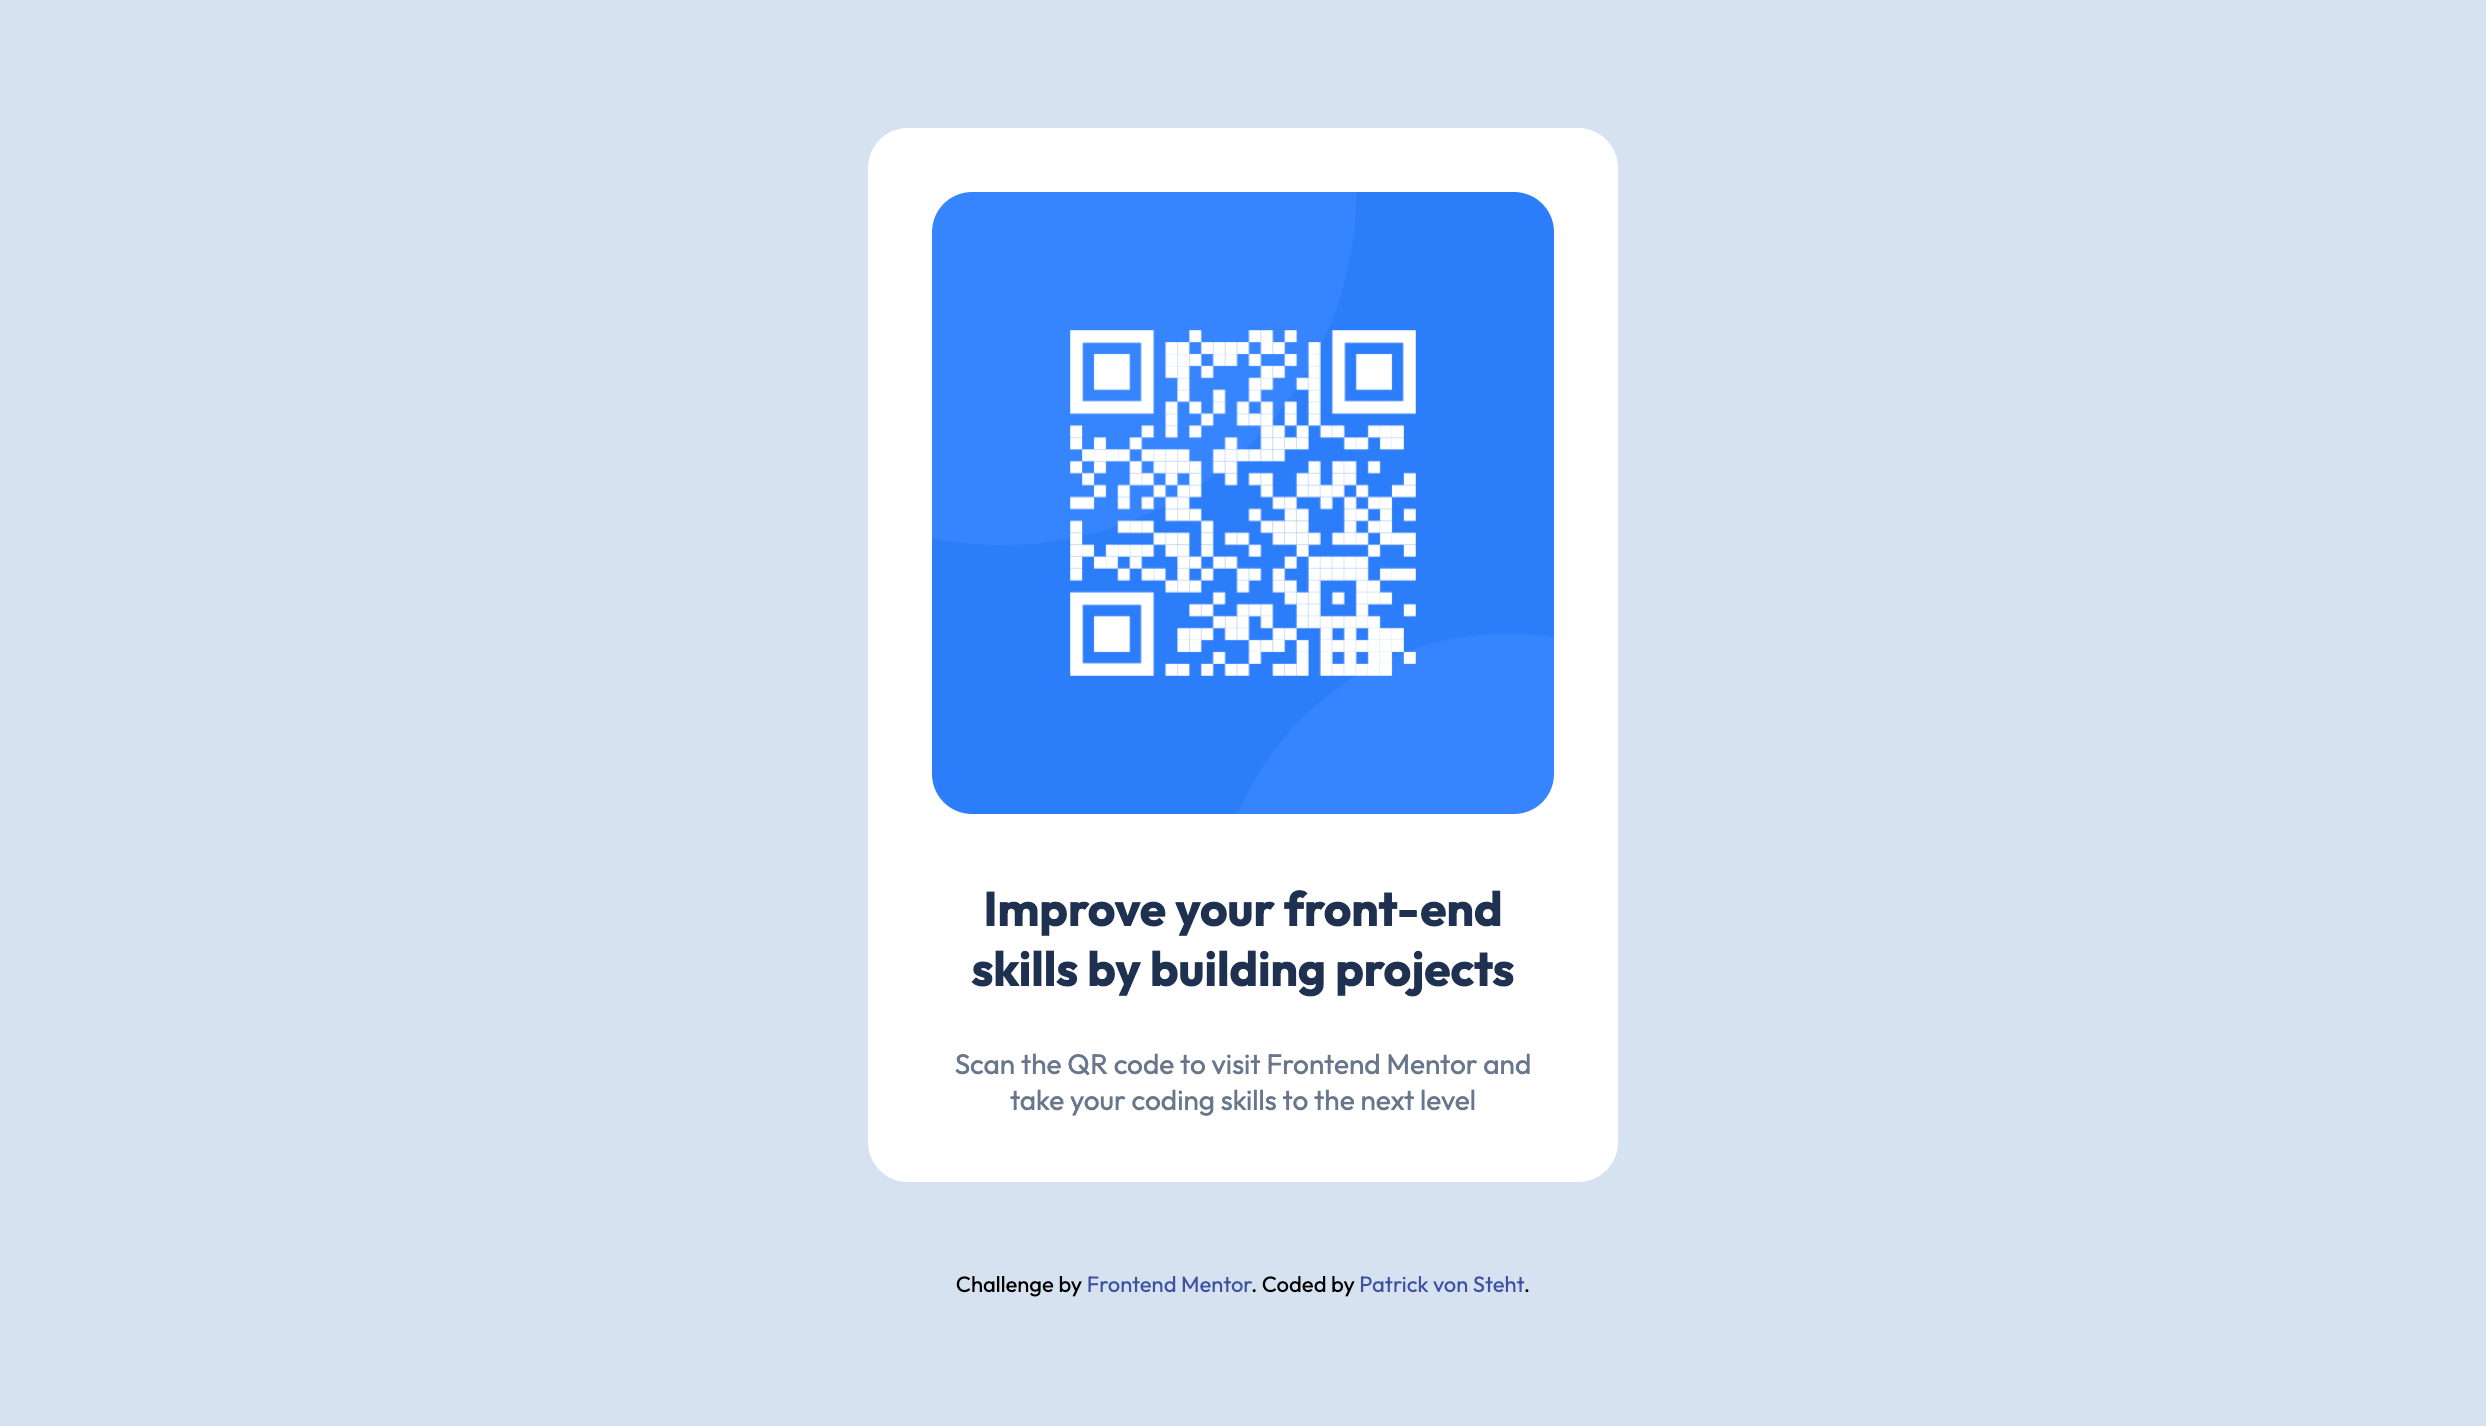 Improve your front-end
skills by building projects
Scan the QR code to visit Frontend Mentor and
take your coding skills to the next level
Challenge by Frontend Mentor. Coded by Patrick von Steht.